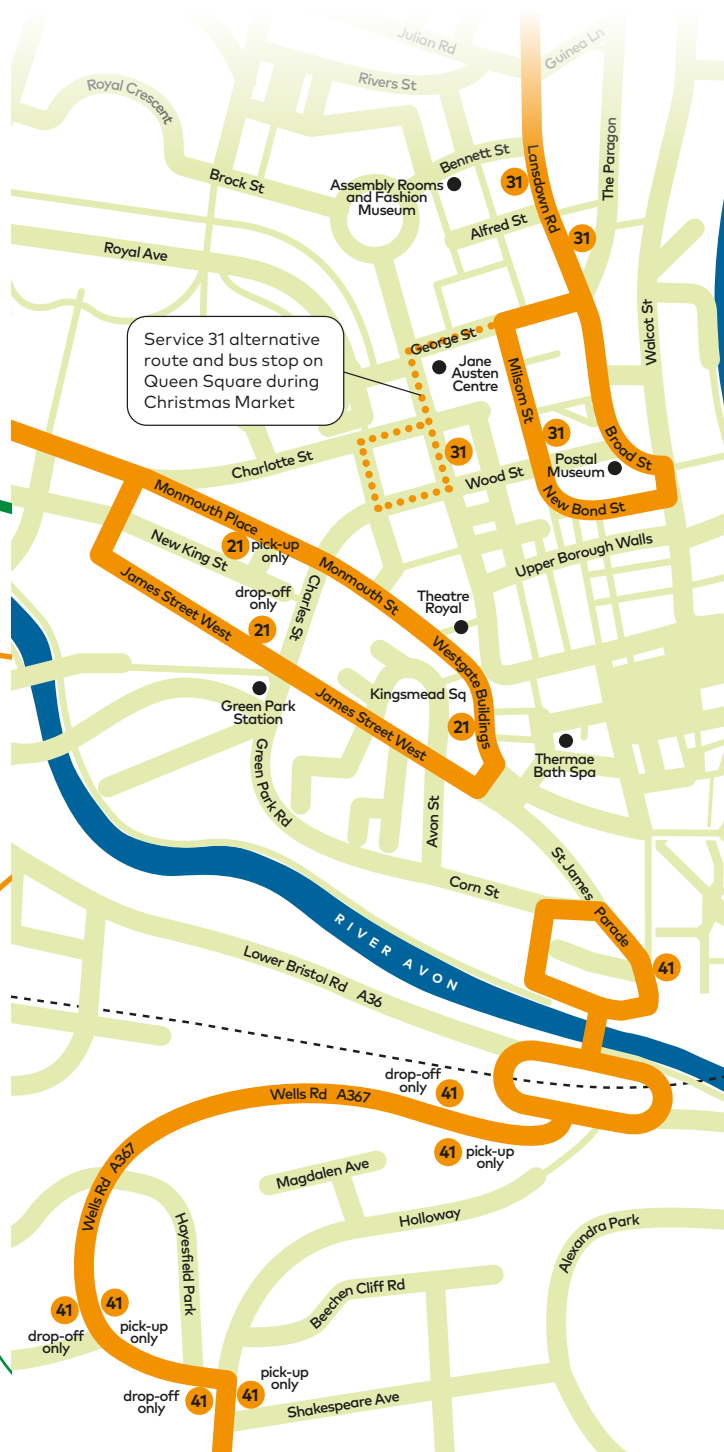 Julian Rd
Guinea Ln
Rivers St
Royal Crescent
The Paragon
Bennett St
Lansdown Rd
Brock St
Assembly Rooms
and Fashion
Museum
31
Alfred St
31
Royal Ave
Walcot St
Service 31 alternative
route and bus stop on
Queen Square during
Christmas Market
George St
Jane
Austen
Centre
Milsom St
31
Broad St
31
Charlotte St
Wood St
Postal
Museum
New Bond St
Monmouth Place
21 pick-up
only
New King St
Upper Borough Walls
Monmouth St
drop-off
only
21
Charles St
James Street West
Theatre
Royal
Westgate Buildings
Kingsmead Sq
21
Green Park
Station
James Street West
Thermae
Bath Spa
Green Park Rd
Avon St
St James
Parade
Corn St
41
RIVER AVON
Lower Bristol Rd A36
drop-off
only
41
Wells Rd A367
41 pick-up
only
Wells Rd A367
Magdalen Ave
Holloway
Hayesfield Park
Alexandra Park
Beechen Cliff Rd
41
drop-off
only
41
pick-up
only
pick-up
only
41
drop-off
only
41
Shakespeare Ave